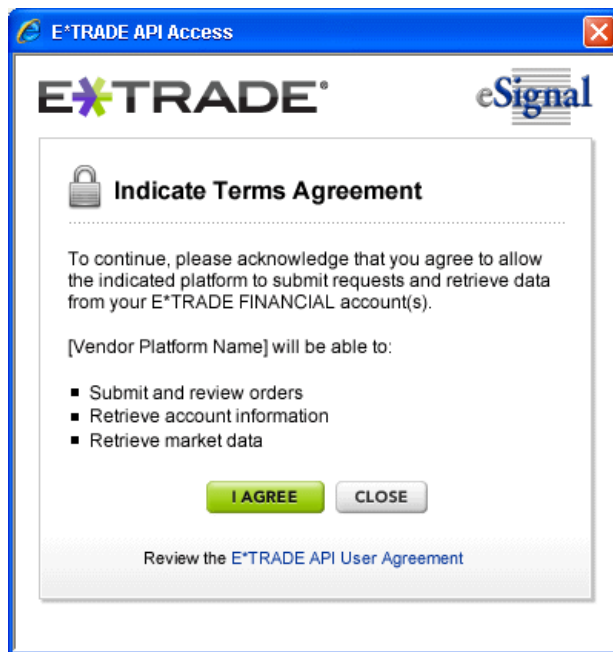 E*TRADE API Access
E*TRADE®
eSignal
Indicate Terms Agreement
To continue, please acknowledge that you agree to allow
the indicated platform to submit requests and retrieve data
from your E*TRADE FINANCIAL account(s).
[Vendor Platform Name] will be able to:
■ Submit and review orders
■ Retrieve account information
■ Retrieve market data
I AGREE
CLOSE
Review the E*TRADE API User Agreement